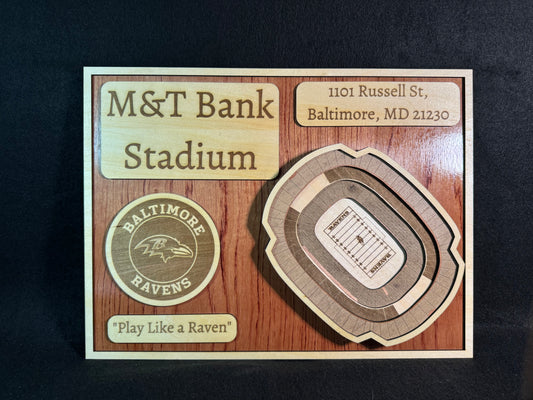 M&T Bank
Stadium
1101 Russell St,
Baltimore, MD 21230
BALTIMORE
RAVENS
B
"Play Like a Raven"
RAVENS
RAVENS